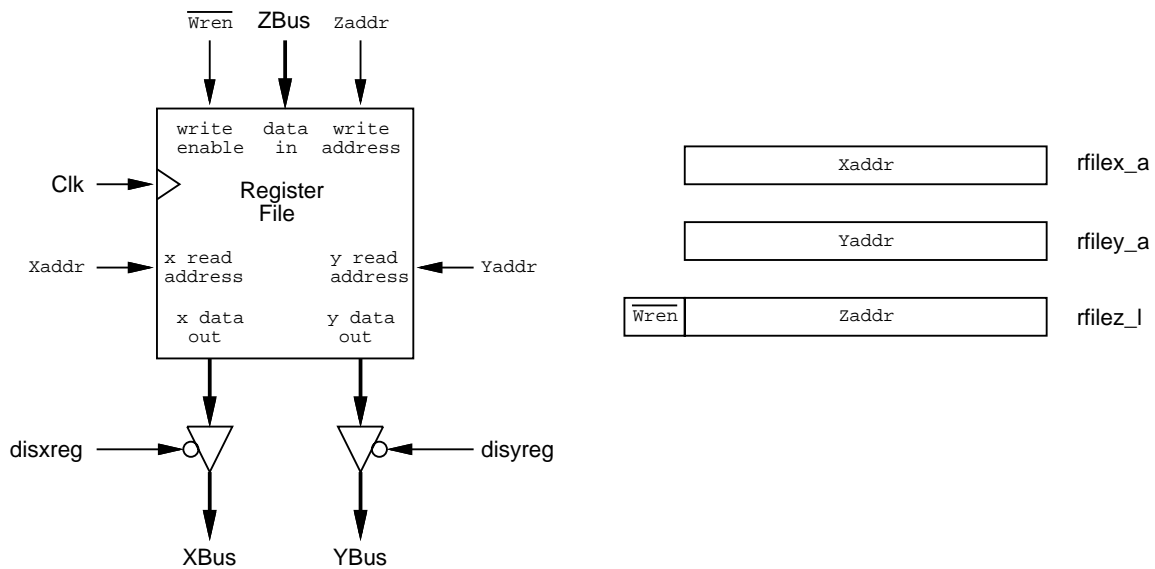 Wren ZBus Zaddr
write data write
enable in address
Clk
Register
File
Xaddr
x read y read
address address
Yaddr
x data y data
out out
disxreg
disyreg
XBus YBus
Xaddr rfilex_a
Yaddr rfiley_a
Wren Zaddr rfilez_l